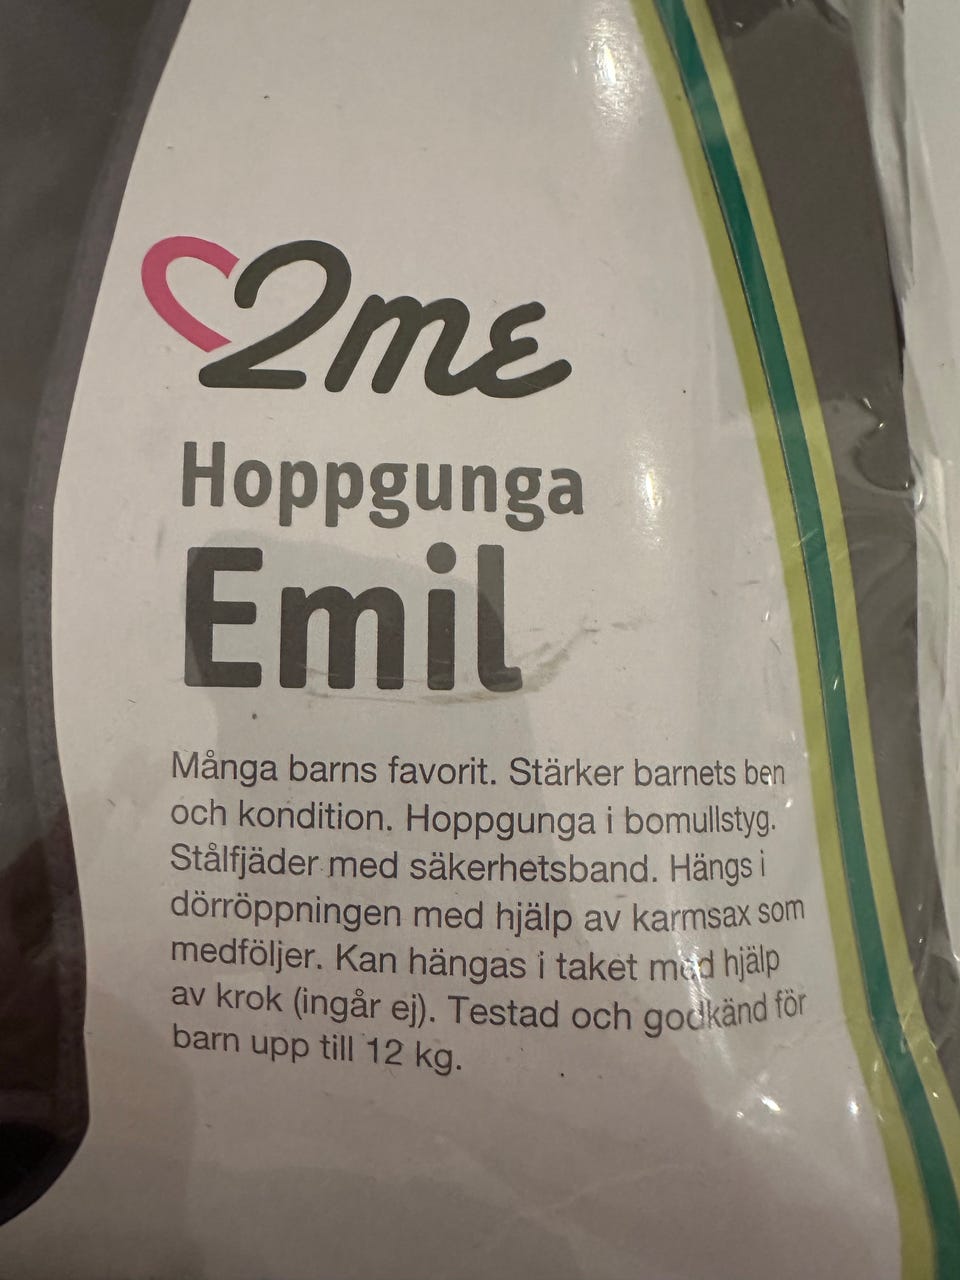 2me
Hoppgunga
Emil
Många barns favorit. Stärker barnets ben
och kondition. Hoppgunga i bomullstyg.
Stålfjäder med säkerhetsband. Hängs i
dörröppningen med hjälp av karmsax som
medföljer. Kan hängas i taket med hjälp
av krok (ingår ej). Testad och godkänd för
barn upp till 12 kg.